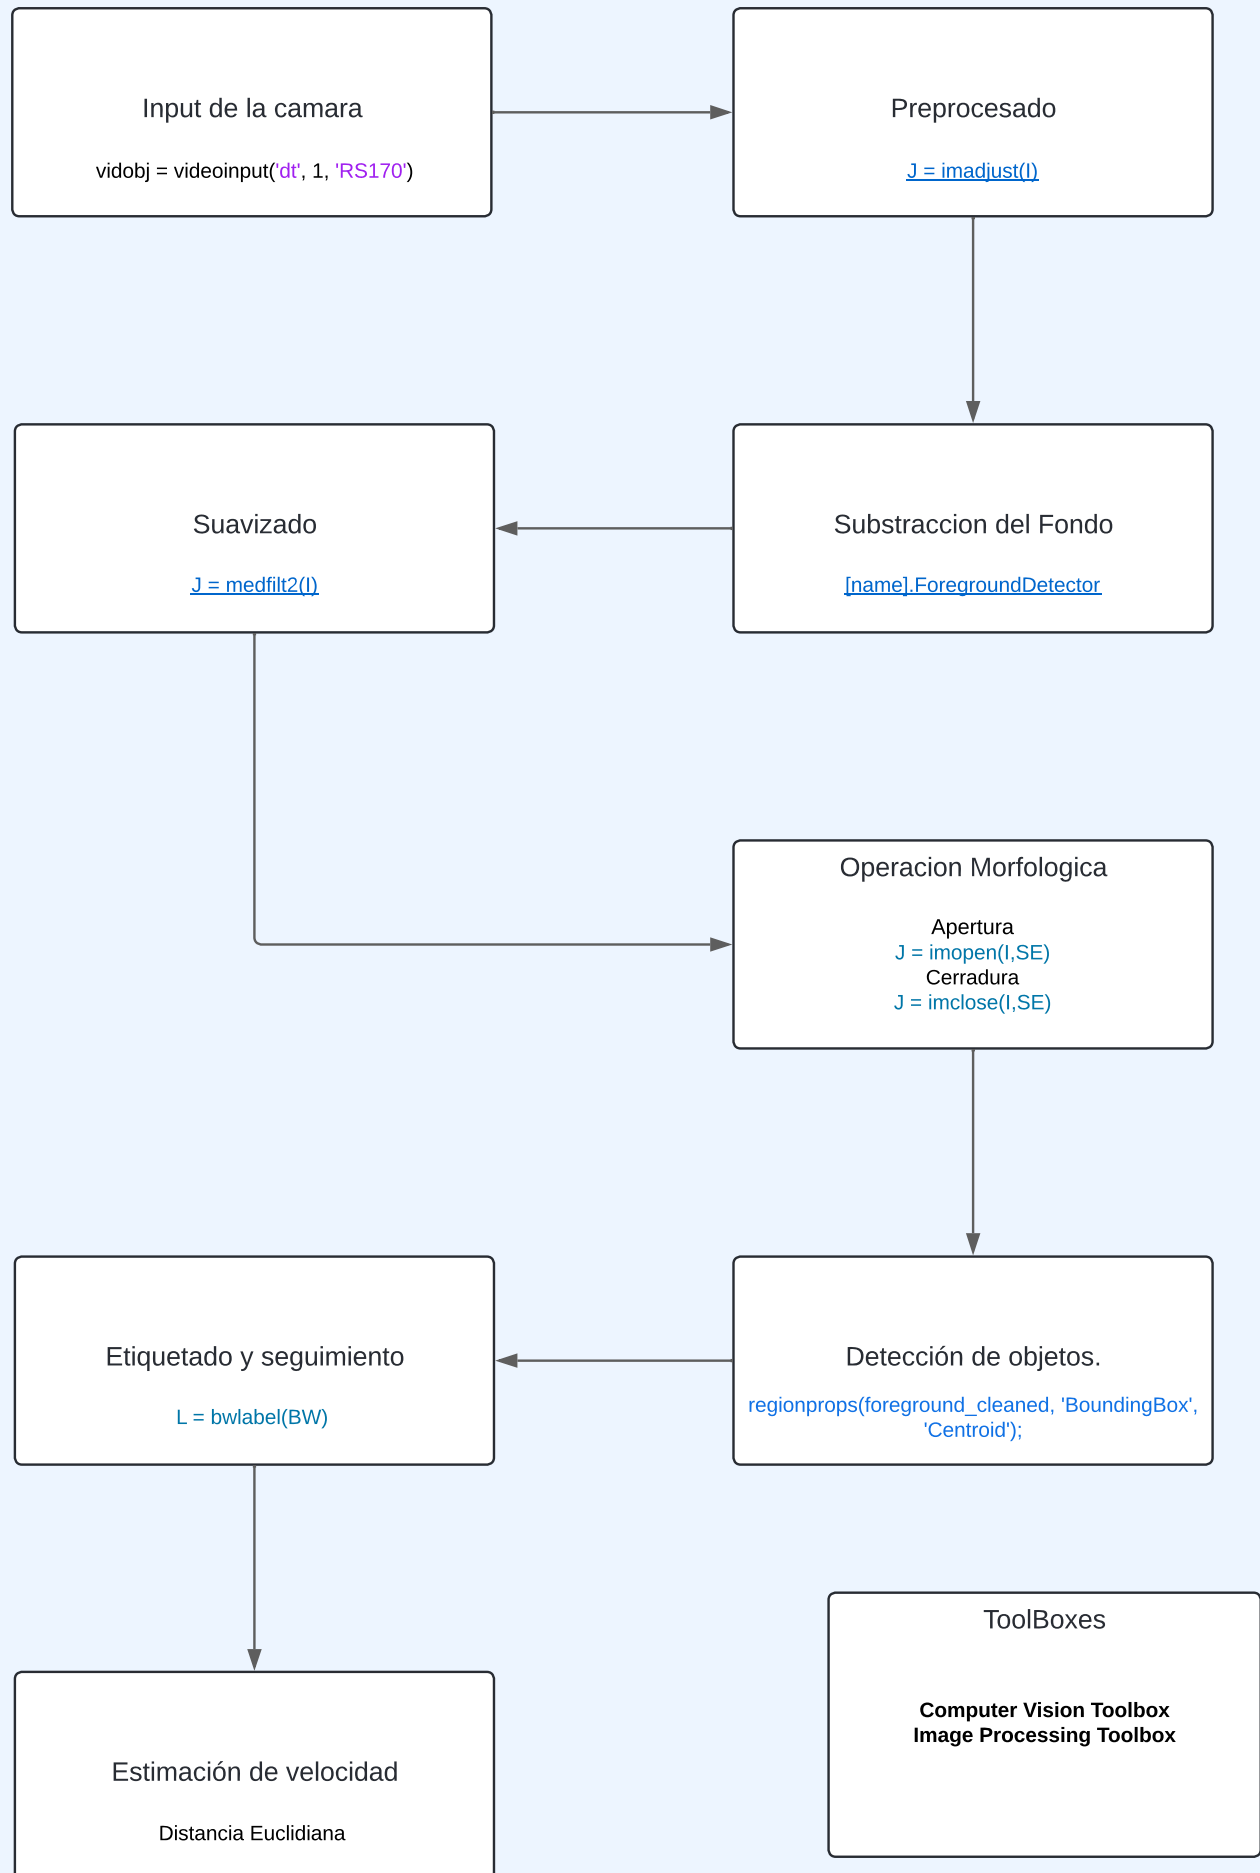 Input de la camara
vidobj = videoinput('dt', 1, 'RS170')
Preprocesado
J = imadjust(I)
Substraccion del Fondo
[name].ForegroundDetector
Suavizado
J = medfilt2(I)
Operacion Morfologica
Apertura
J = imopen(I,SE)
Cerradura
J = imclose(I,SE)
Detección de objetos.
regionprops(foreground_cleaned, 'BoundingBox',
'Centroid');
Etiquetado y seguimiento
L = bwlabel(BW)
Estimación de velocidad
Distancia Euclidiana
ToolBoxes
Computer Vision Toolbox
Image Processing Toolbox